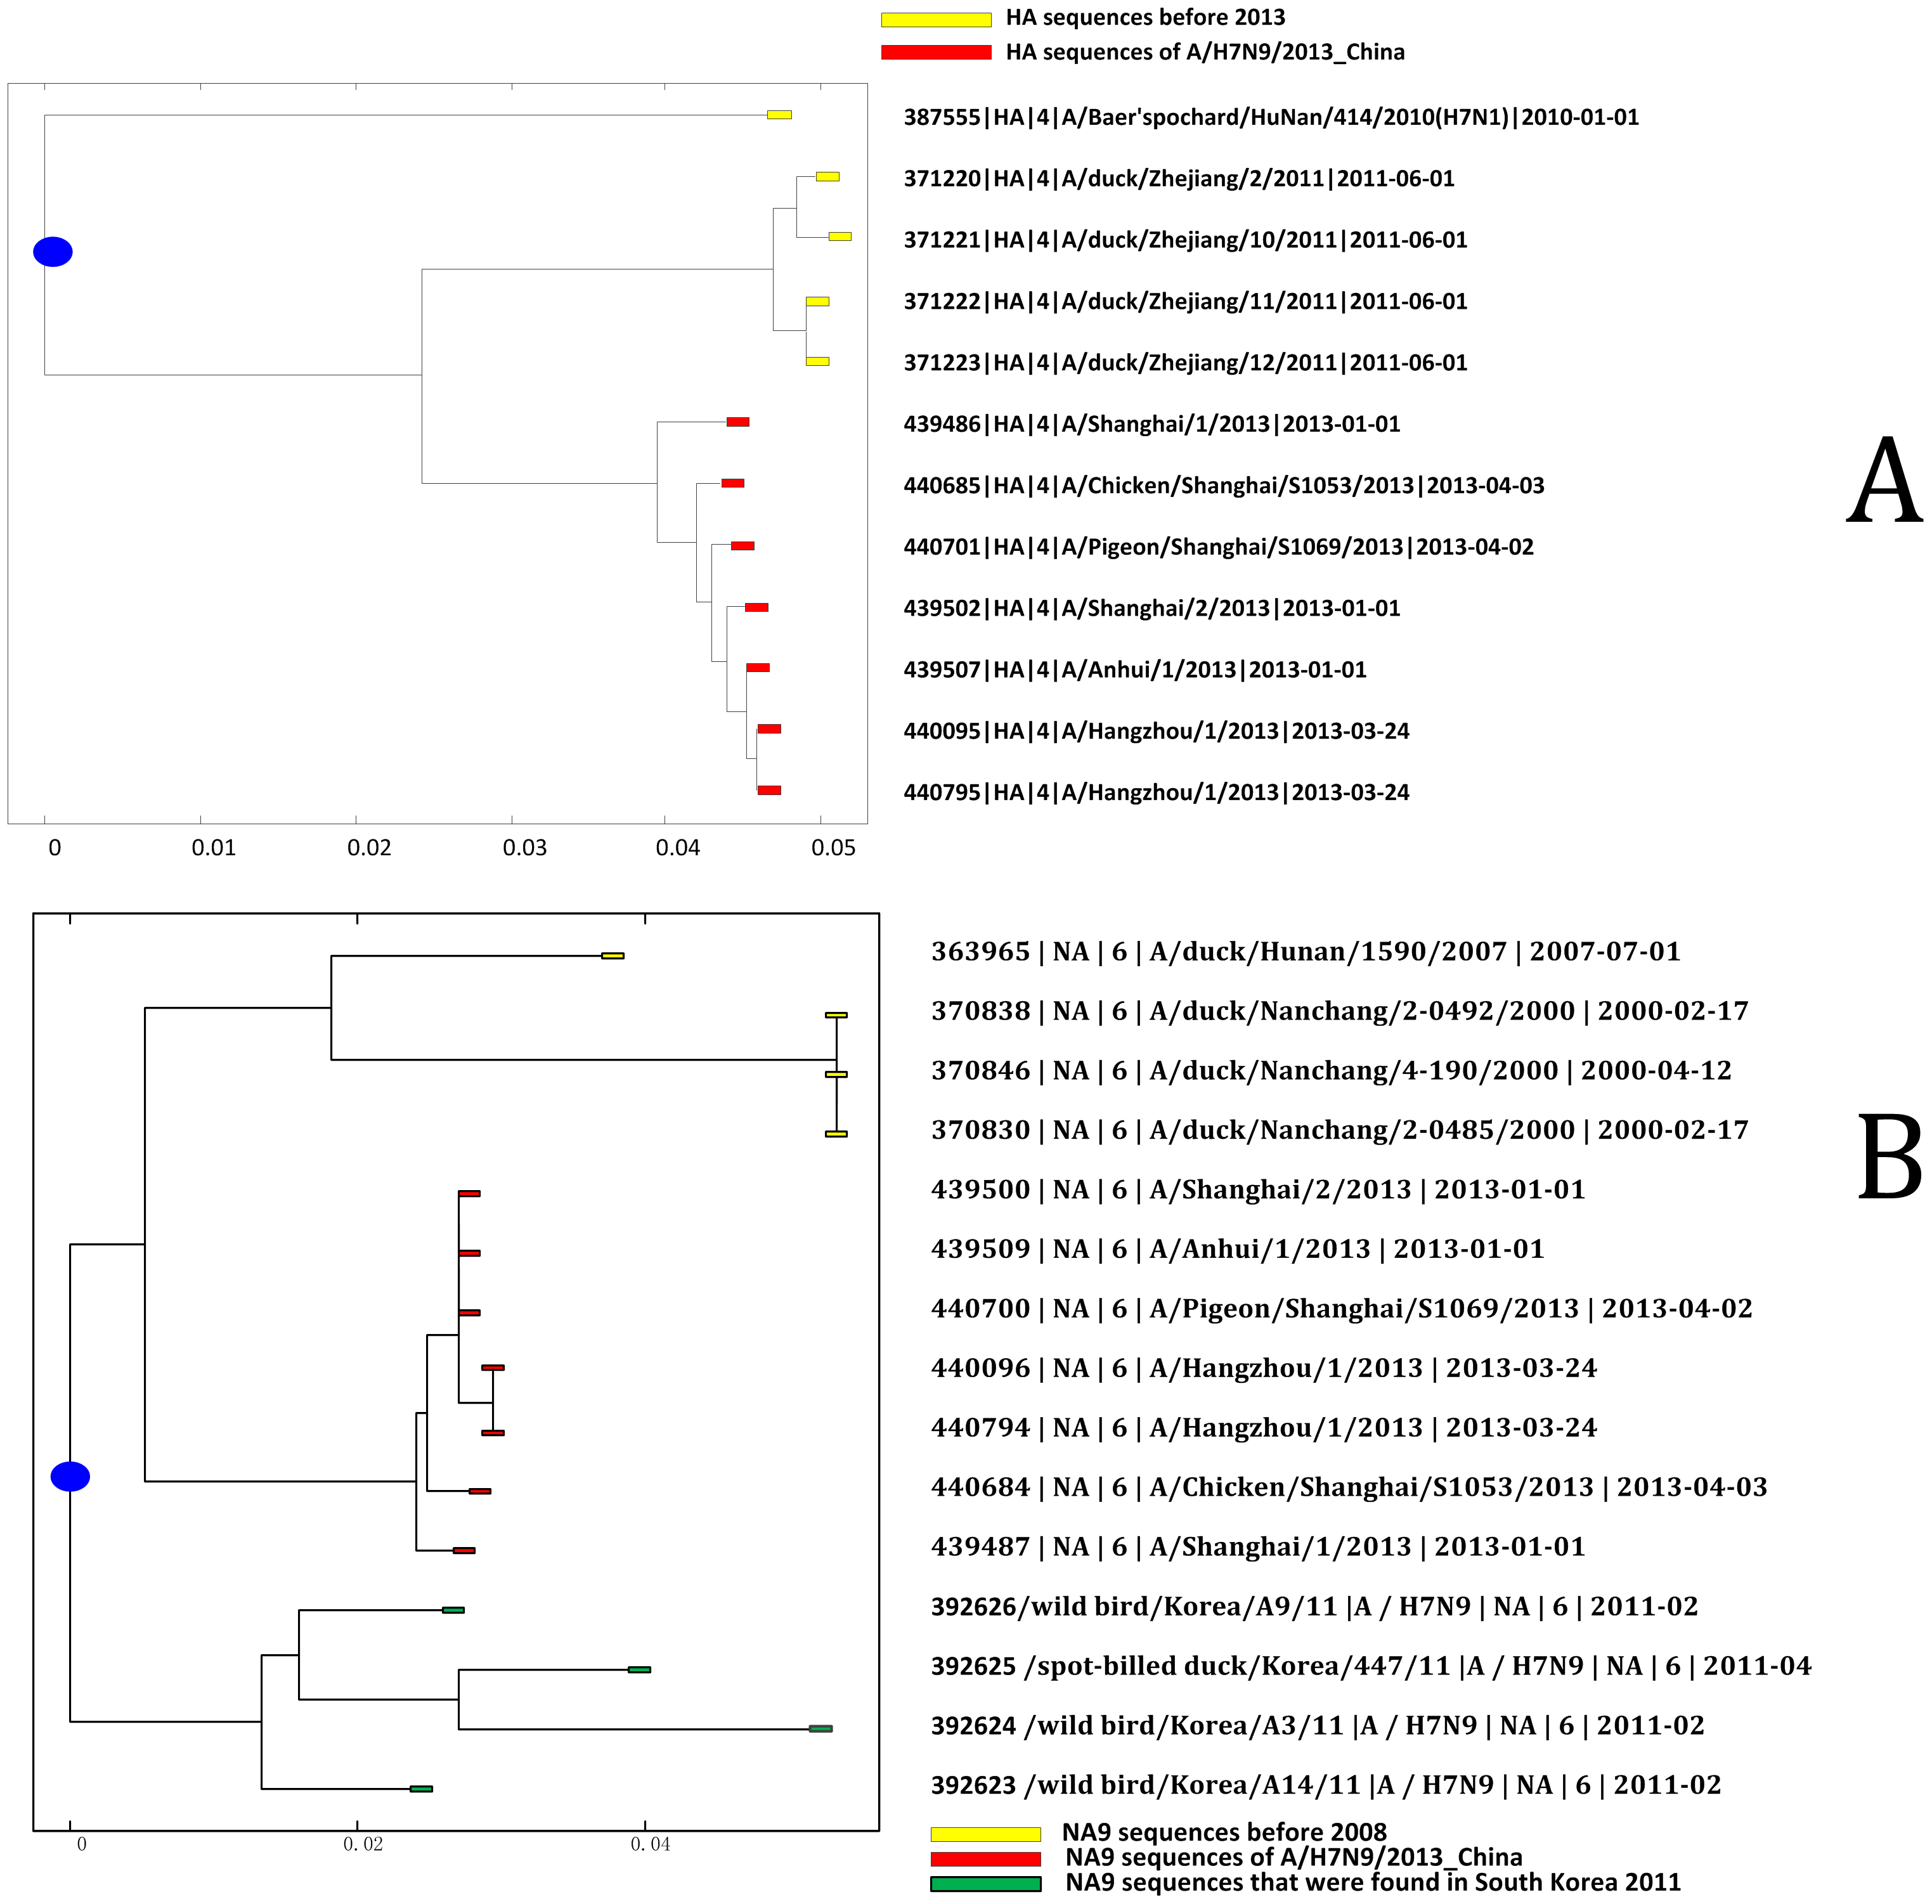 HA sequences before 2013
HA sequences of A/H7N9/2013_China
387555|HA|4|A/Baer'spochard/HuNan/414/2010(H7N1)|2010-01-01
371220|HA|4|A/duck/Zhejiang/2/2011|2011-06-01
371221|HA|4|A/duck/Zhejiang/10/2011|2011-06-01
371222|HA|4|A/duck/Zhejiang/11/2011|2011-06-01
371223|HA|4|A/duck/Zhejiang/12/2011|2011-06-01
439486|HA|4|A/Shanghai/1/2013|2013-01-01
440685|HA|4|A/Chicken/Shanghai/S1053/2013|2013-04-03
A
440701|HA|4|A/Pigeon/Shanghai/S1069/2013|2013-04-02
439502|HA|4|A/Shanghai/2/2013|2013-01-01
439507|HA|4|A/Anhui/1/2013|2013-01-01
440095|HA|4|A/Hangzhou/1/2013|2013-03-24
440795|HA|4|A/Hangzhou/1/2013|2013-03-24
0 0.01 0.02 0.03 0.04 0.05
363965 | NA | 6 | A/duck/Hunan/1590/2007 | 2007-07-01
370838 | NA | 6 | A/duck/Nanchang/2-0492/2000 | 2000-02-17
370846 | NA | 6 | A/duck/Nanchang/4-190/2000 | 2000-04-12
370830 | NA | 6 | A/duck/Nanchang/2-0485/2000 | 2000-02-17
B
439500 | NA | 6 | A/Shanghai/2/2013 | 2013-01-01
439509 | NA | 6 | A/Anhui/1/2013 | 2013-01-01
440700 | NA | 6 | A/Pigeon/Shanghai/S1069/2013 | 2013-04-02
440096 | NA | 6 | A/Hangzhou/1/2013 | 2013-03-24
440794 | NA | 6 | A/Hangzhou/1/2013 | 2013-03-24
440684 | NA | 6 | A/Chicken/Shanghai/S1053/2013 | 2013-04-03
439487 | NA | 6 | A/Shanghai/1/2013 | 2013-01-01
392626/wild bird/Korea/A9/11 |A / H7N9 | NA | 6 | 2011-02
392625 /spot-billed duck/Korea/447/11 |A / H7N9 | NA | 6 | 2011-04
392624 /wild bird/Korea/A3/11 |A / H7N9 | NA | 6 | 2011-02
392623 /wild bird/Korea/A14/11 |A / H7N9 | NA | 6 | 2011-02
0 0.02 0.04
NA9 sequences before 2008
NA9 sequences of A/H7N9/2013_China
NA9 sequences that were found in South Korea 2011